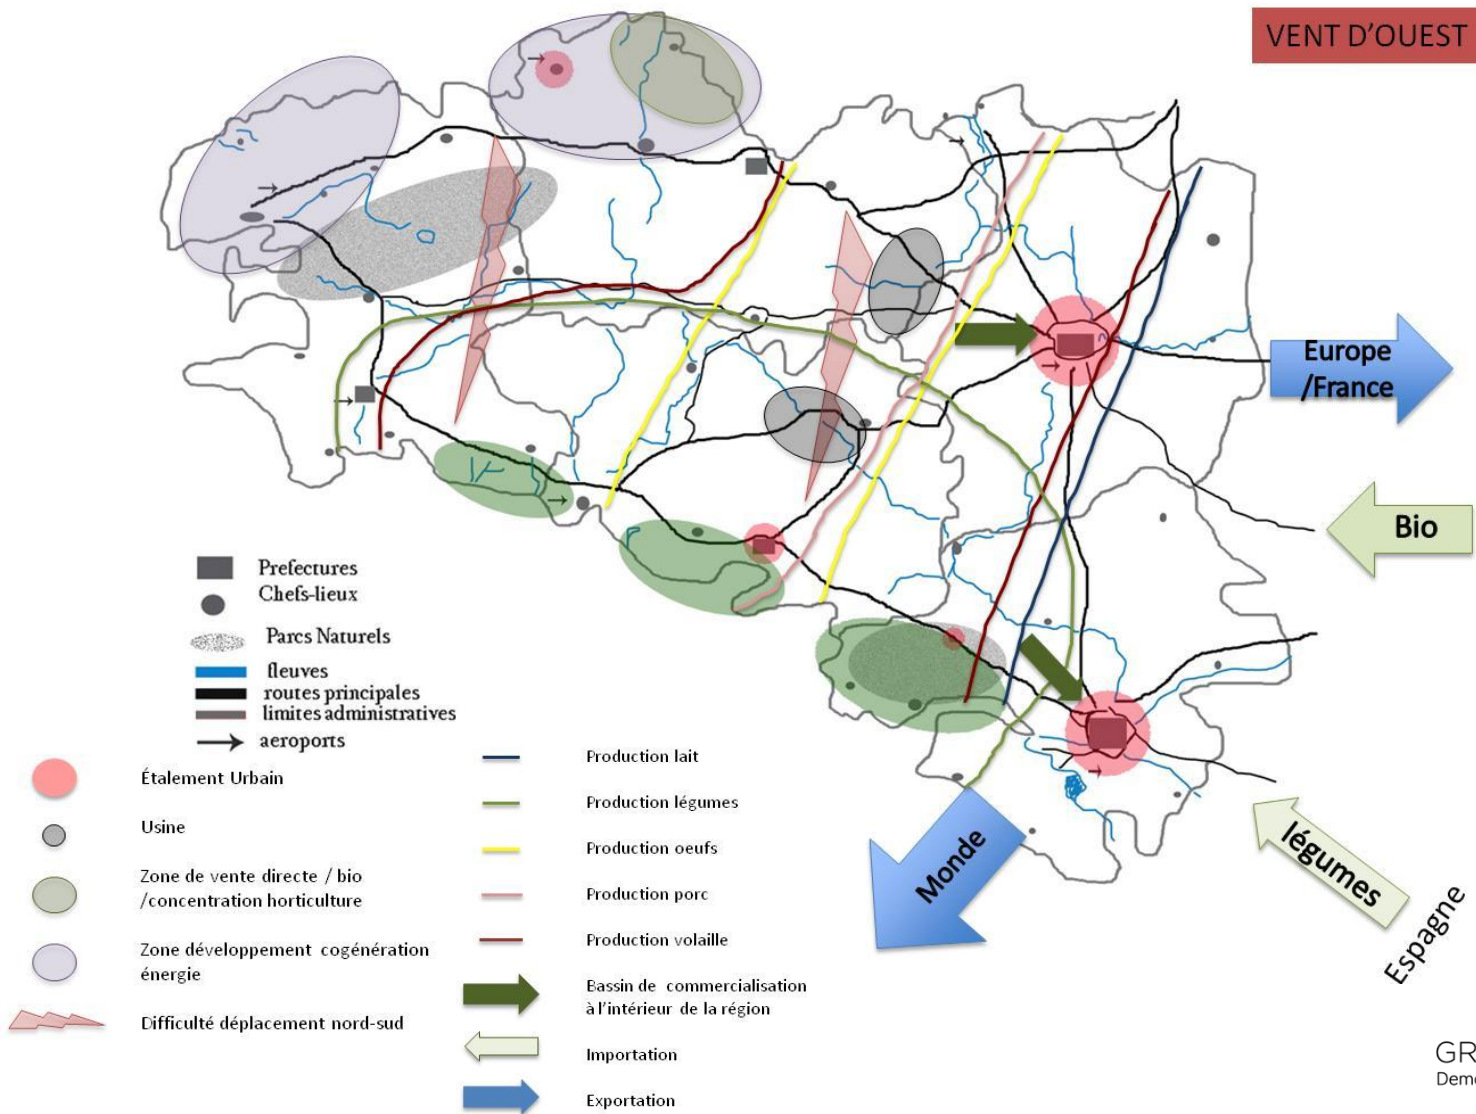 VENT D'OUEST
Europe
/France
Bio
légumes
Espagne
Monde
Prefectures
Chefs-lieux
Parcs Naturels
fleuves
routes principales
limites administratives
aeroports
Étalement Urbain
Usine
Zone de vente directe / bio
/concentration horticulture
Zone développement cogénération
énergie
Difficulté déplacement nord-sud
Production lait
Production légumes
Production oeufs
Production porc
Production volaille
Bassin de commercialisation
à l'intérieur de la région
Importation
Exportation
GR
Dem